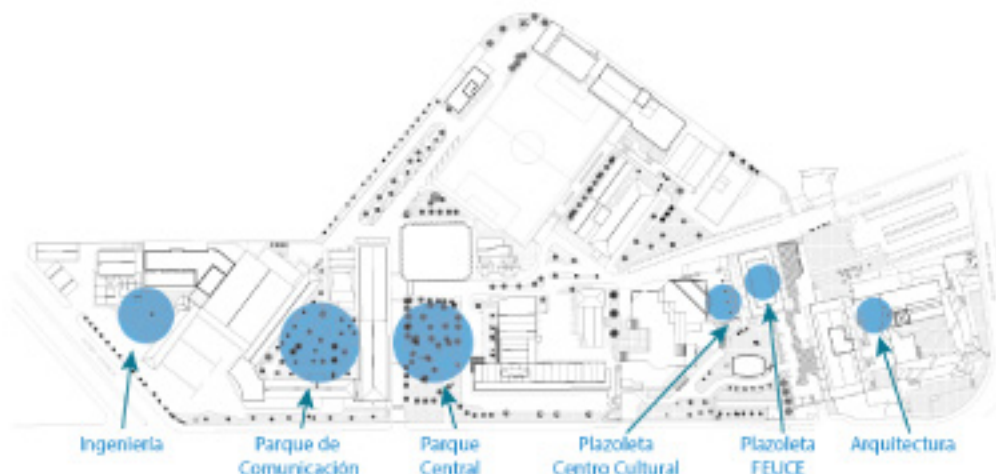 Ingeniería
Parque de
Comunicación
Parque
Central
Plazoleta
Centro Cultural
Plazoleta
FEUCE
Arquitectura